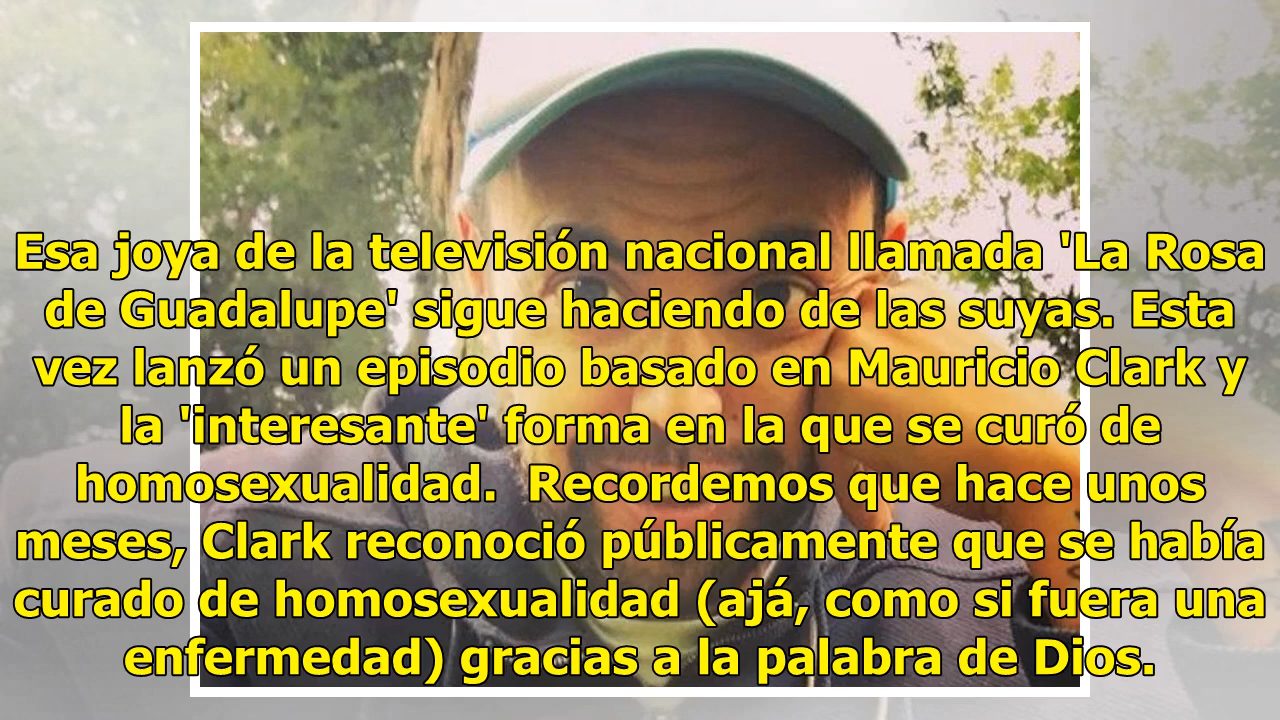 Esa joya de la televisión nacional llamada 'La Rosa
de Guadalupe' sigue haciendo de las suyas. Esta
vez lanzó un episodio basado en Mauricio Clark y
la 'interesante' forma en la que se curó de
homosexualidad.  Recordemos que hace unos
meses, Clark reconoció públicamente que se había
curado de homosexualidad (ajá, como si fuera una
enfermedad) gracias a la palabra de Dios.